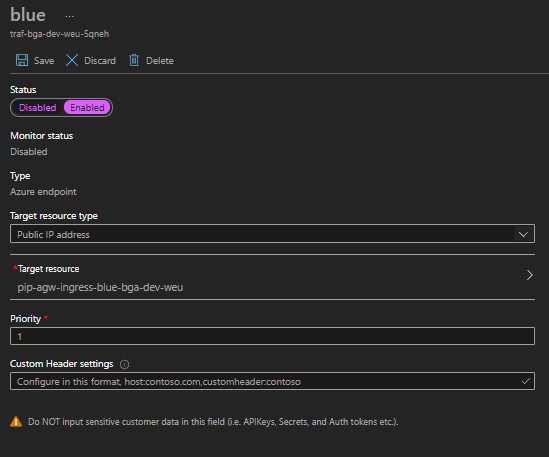 blue ...
traf-bga-dev-weu-5qneh
Save Discard Delete
Status
Disabled Enabled
Monitor status
Disabled
Type
Azure endpoint
Target resource type
Public IP address
*Target resource
pip-agw-ingress-blue-bga-dev-weu
Priority *
1
Custom Header settings
Configure in this format, host:contoso.com,customheader:contoso
Do NOT input sensitive customer data in this field (i.e. APIKeys, Secrets, and Auth tokens etc.).